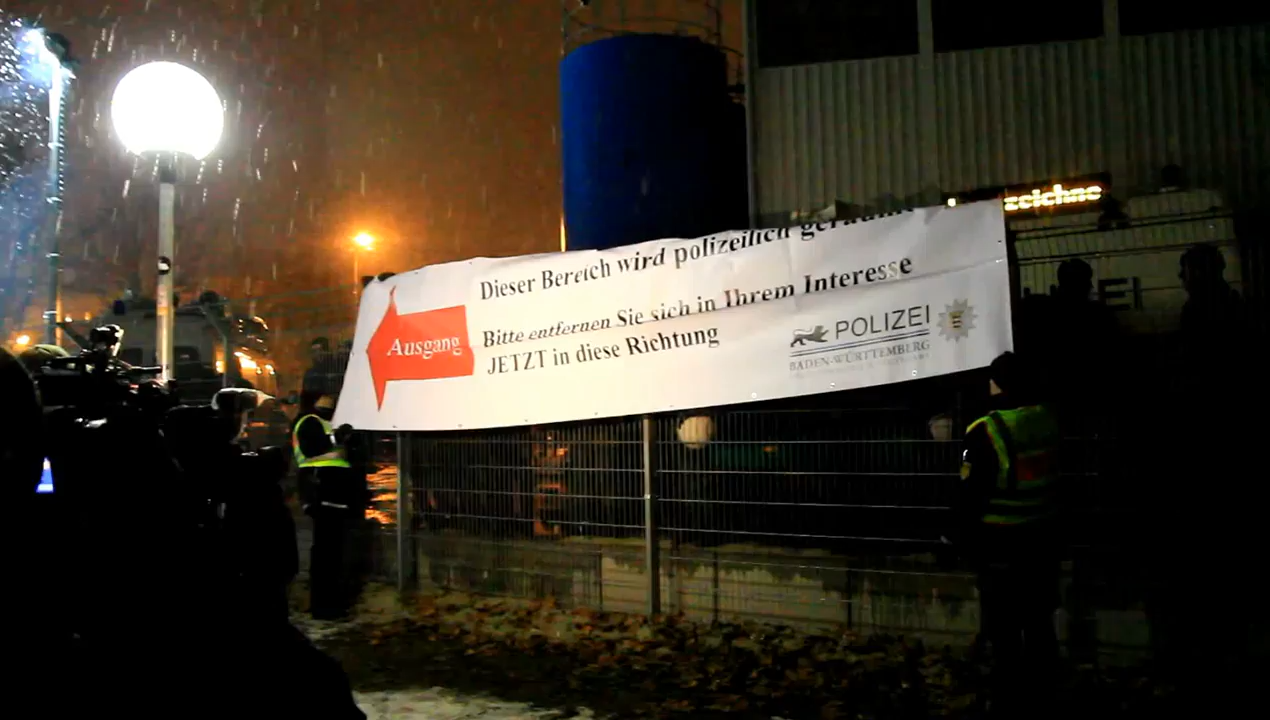 zeichne
Dieser Bereich wird polizeilich
Bitte entfernen Sie sich in Ihrem Interesse
JETZT in diese Richtung
Ausgang
POLIZEI
BADEN-WÜRTTEMBERG